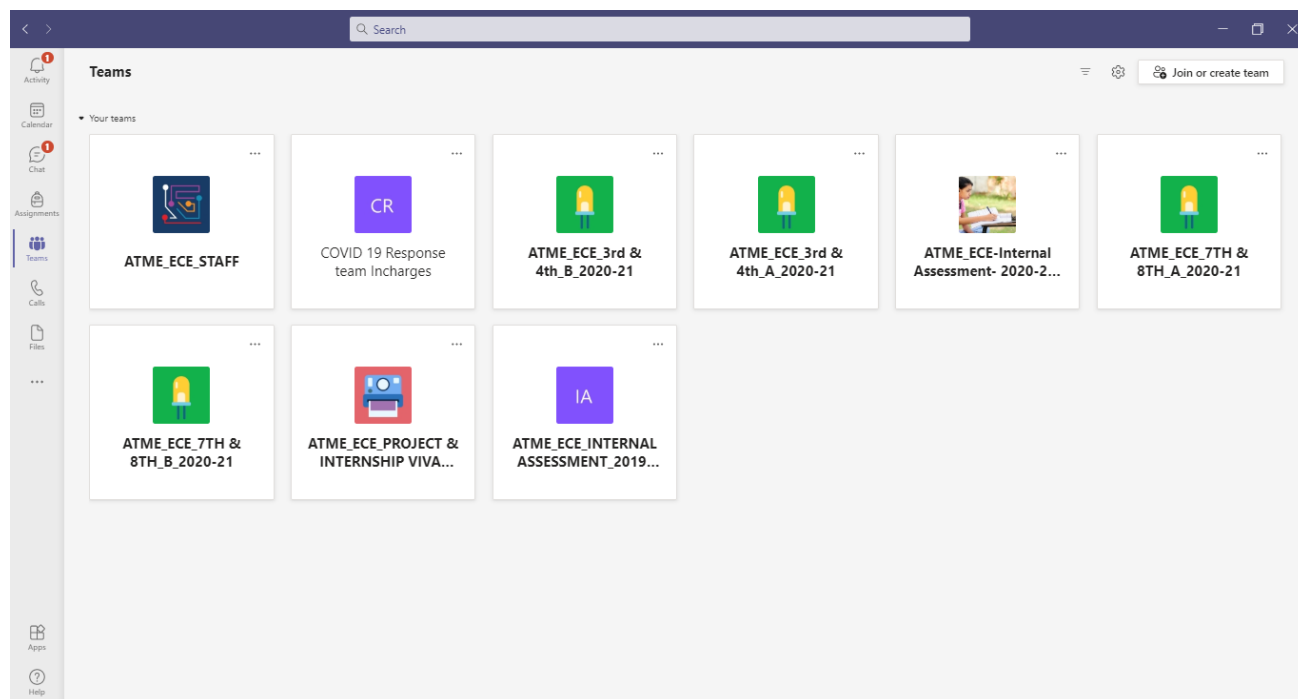 Search
1
Activity
Calendar
1
Chat
Assignments
Teams
Calls
Files
Apps
Help
Teams
Join or create team
Your teams
ATME_ECE_STAFF
CR
COVID 19 Response
team Incharges
ATME_ECE_3rd &
4th_B_2020-21
ATME_ECE_3rd &
4th_A_2020-21
ATME_ECE-Internal
Assessment- 2020-2...
ATME_ECE_7TH &
8TH_A_2020-21
ATME_ECE_7TH &
8TH_B_2020-21
ATME_ECE_PROJECT &
INTERNSHIP VIVA...
IA
ATME_ECE_INTERNAL
ASSESSMENT_2019...